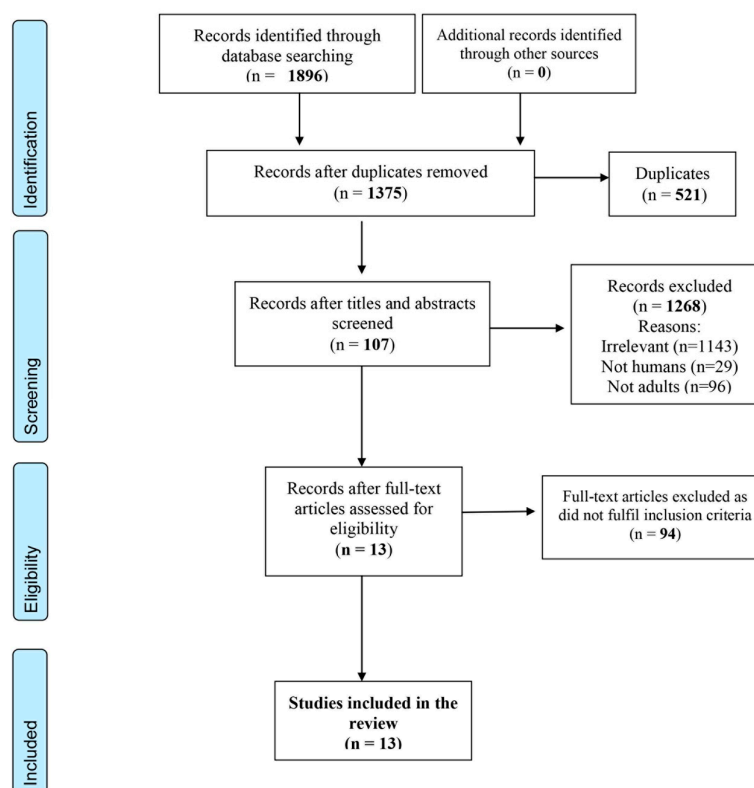 Identification
Records identified through
database searching
(n = 1896)
Additional records identified
through other sources
(n = 0)
Records after duplicates removed
(n = 1375)
Duplicates
(n = 521)
Screening
Records after titles and abstracts
screened
(n = 107)
Records excluded
(n = 1268)
Reasons:
Irrelevant (n=1143)
Not humans (n=29)
Not adults (n=96)
Eligibility
Records after full-text
articles assessed for
eligibility
(n = 13)
Full-text articles excluded as
did not fulfil inclusion criteria
(n = 94)
Included
Studies included in the
review
(n = 13)